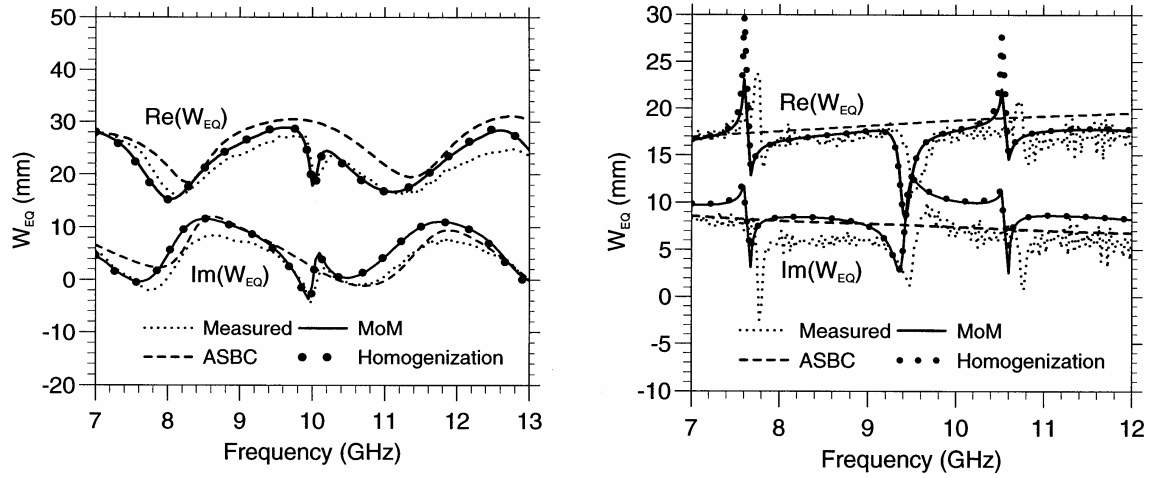 50
40
30
20
10
0
-10
-20
W_EQ (mm)
Re(W_EQ)
Im(W_EQ)
Measured
MoM
ASBC
Homogenization
7
8
9
10
11
12
13
Frequency (GHz)
30
25
20
15
10
5
0
-5
-10
W_EQ (mm)
Re(W_EQ)
Im(W_EQ)
Measured
MoM
ASBC
Homogenization
7
8
9
10
11
12
Frequency (GHz)